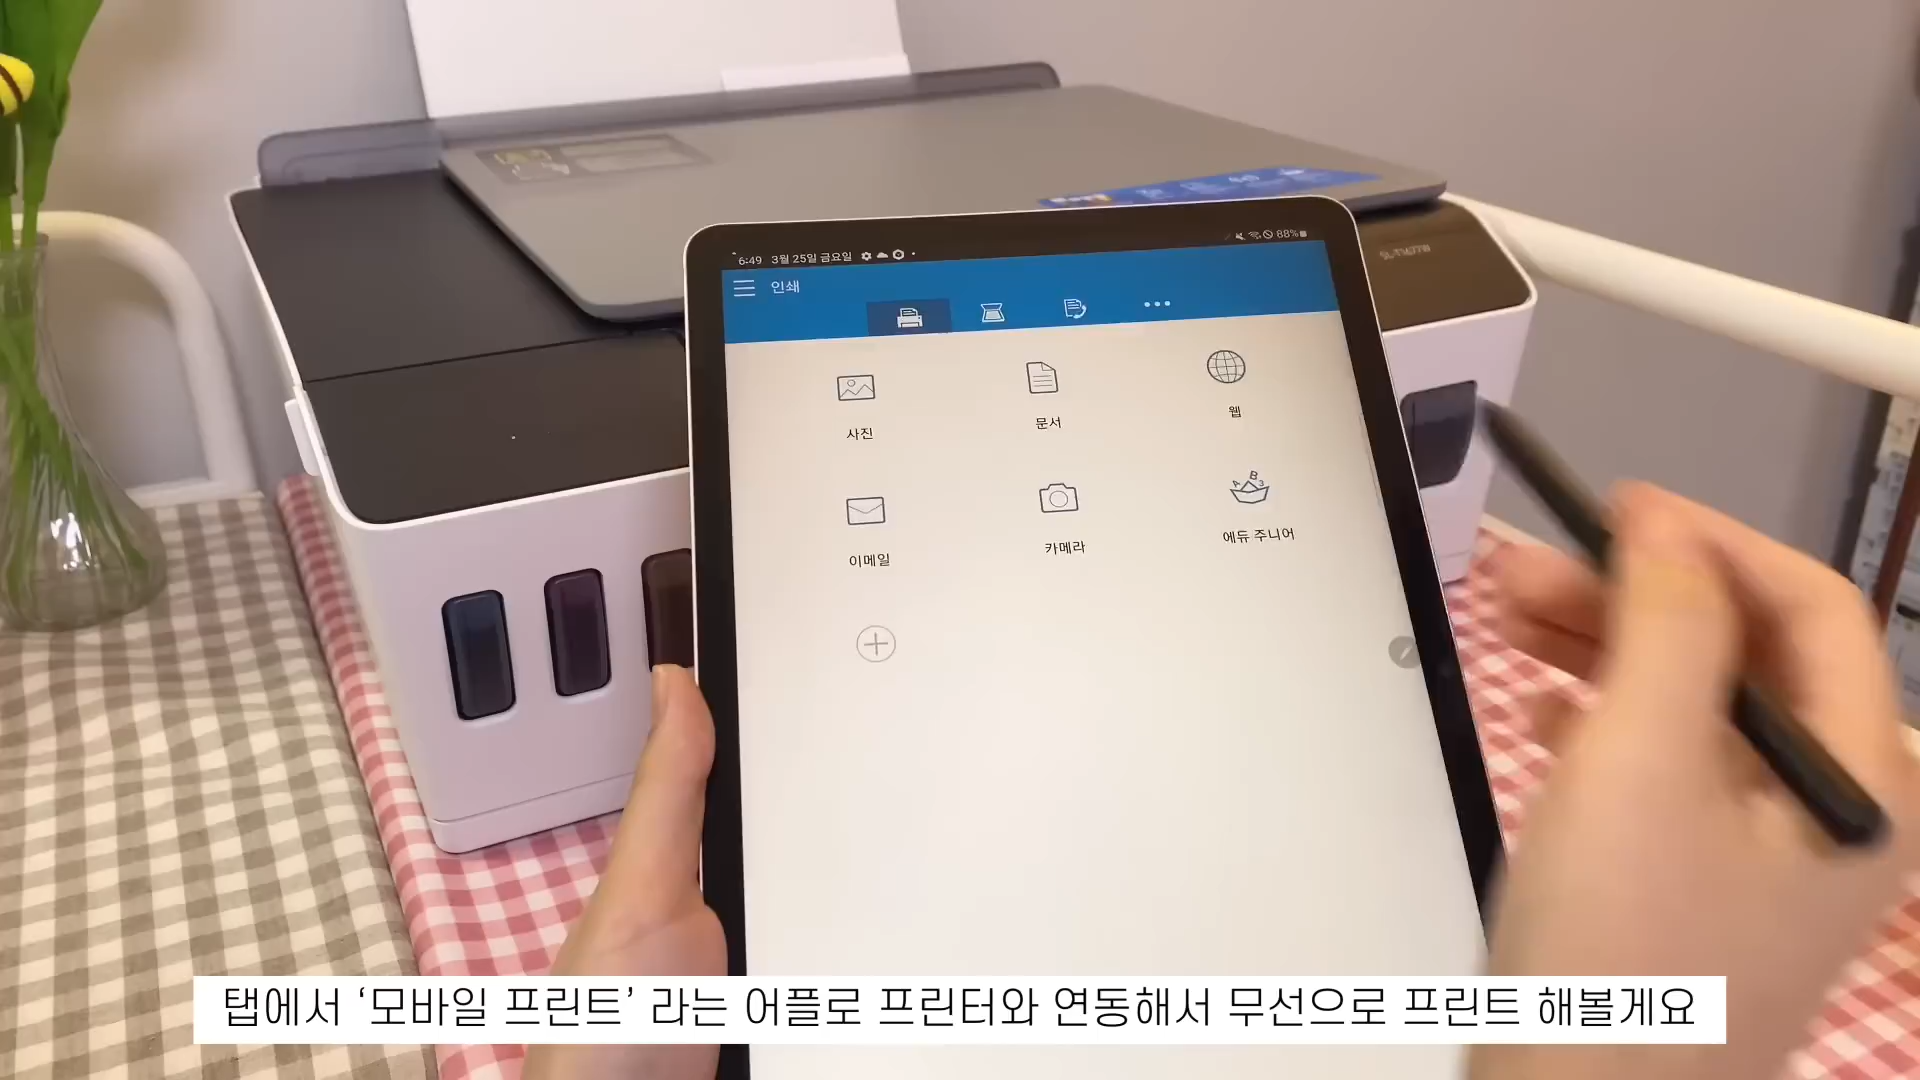 6:49 3월 25일 금요일
88%
인쇄
사진
문서
웹
이메일
카메라
에듀 주니어
탭에서 ‘모바일 프린트’ 라는 어플로 프린터와 연동해서 무선으로 프린트 해볼게요